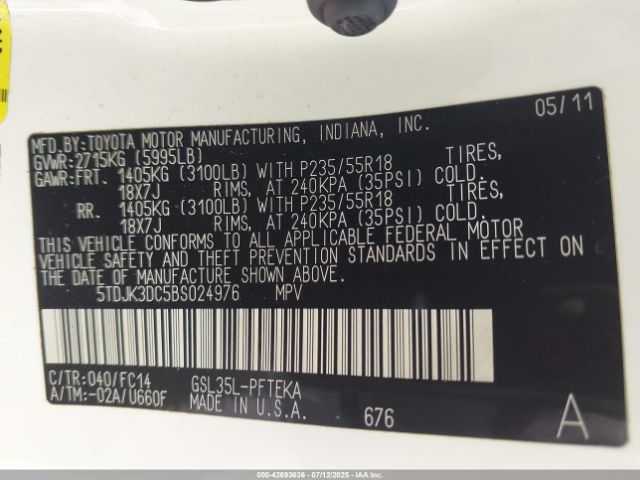 05/11
MFD.BY:TOYOTA MOTOR MANUFACTURING, INDIANA, INC.
GVWR:2715KG (5995LB)
GAWR:FRT. 1405KG (3100LB) WITH P235/55R18 TIRES,
18X7J RIMS, AT 240KPA (35PSI) COLD.
RR. 1405KG (3100LB) WITH P235/55R18 TIRES,
18X7J RIMS, AT 240KPA (35PSI) COLD.
THIS VEHICLE CONFORMS TO ALL APPLICABLE FEDERAL MOTOR
VEHICLE SAFETY AND THEFT PREVENTION STANDARDS IN EFFECT ON
THE DATE OF MANUFACTURE SHOWN ABOVE.
5TDJK3DC5BS024976 MPV
C/TR:040/FC14 GSL35L-PFTEKA
A/TM:-02A/U660F MADE IN U.S.A. 676 A
000-42693636 - 07/12/2025 - IAAI.COM